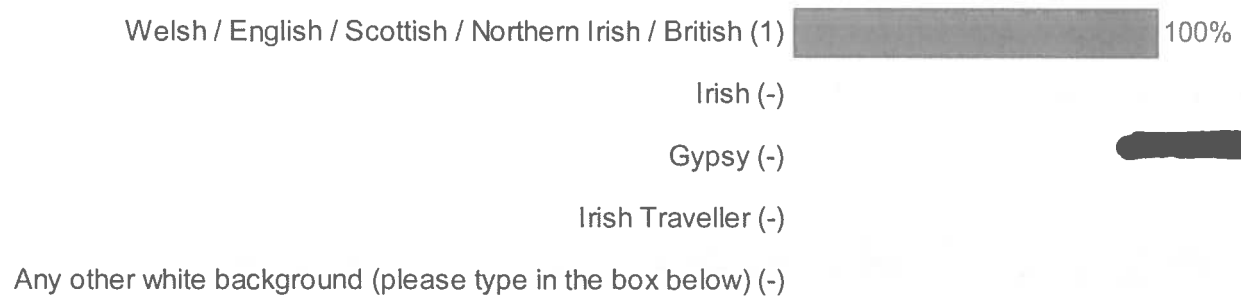 Welsh / English / Scottish / Northern Irish / British (1) 100%
Irish (-)
Gypsy (-)
Irish Traveller (-)
Any other white background (please type in the box below) (-)